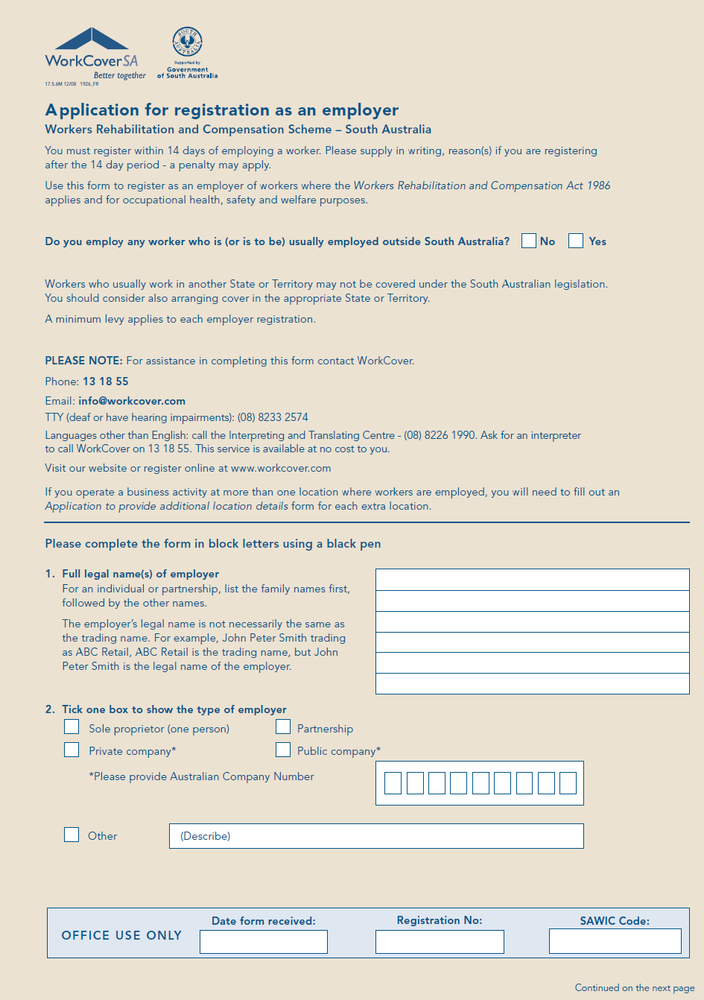 WorkCoverSA
Better together
17.5.6M 12/08 1926_FR
SOUTH AUSTRALIA
Supported by
Government
of South Australia
Application for registration as an employer
Workers Rehabilitation and Compensation Scheme – South Australia
You must register within 14 days of employing a worker. Please supply in writing, reason(s) if you are registering
after the 14 day period - a penalty may apply.
Use this form to register as an employer of workers where the Workers Rehabilitation and Compensation Act 1986
applies and for occupational health, safety and welfare purposes.
Do you employ any worker who is (or is to be) usually employed outside South Australia? No Yes
Workers who usually work in another State or Territory may not be covered under the South Australian legislation.
You should consider also arranging cover in the appropriate State or Territory.
A minimum levy applies to each employer registration.
PLEASE NOTE: For assistance in completing this form contact WorkCover.
Phone: 13 18 55
Email: info@workcover.com
TTY (deaf or have hearing impairments): (08) 8233 2574
Languages other than English: call the Interpreting and Translating Centre - (08) 8226 1990. Ask for an interpreter
to call WorkCover on 13 18 55. This service is available at no cost to you.
Visit our website or register online at www.workcover.com
If you operate a business activity at more than one location where workers are employed, you will need to fill out an
Application to provide additional location details form for each extra location.
Please complete the form in block letters using a black pen
1. Full legal name(s) of employer
For an individual or partnership, list the family names first,
followed by the other names.
The employer's legal name is not necessarily the same as
the trading name. For example, John Peter Smith trading
as ABC Retail, ABC Retail is the trading name, but John
Peter Smith is the legal name of the employer.
2. Tick one box to show the type of employer
Sole proprietor (one person) Partnership
Private company* Public company*
*Please provide Australian Company Number
Other (Describe)
OFFICE USE ONLY Date form received: Registration No: SAWIC Code:
Continued on the next page